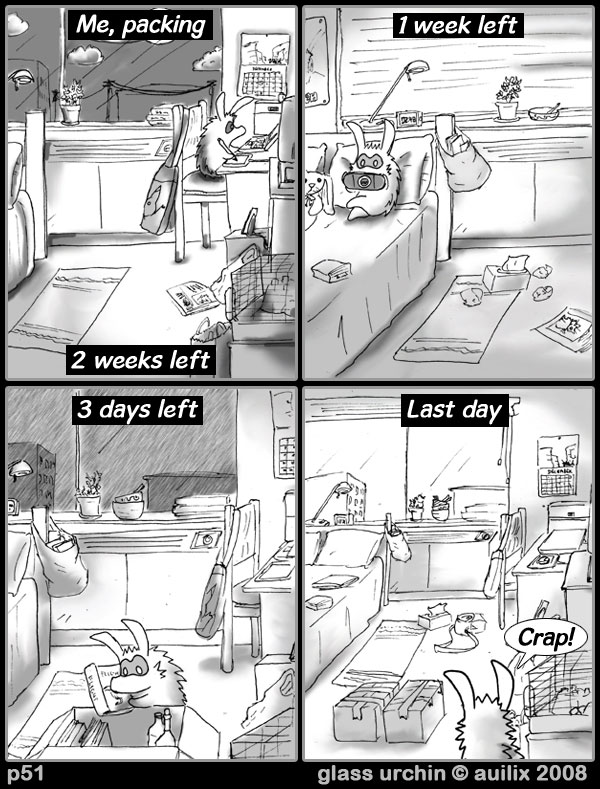 Me, packing
2 weeks left
1 week left
3 days left
Last day
DECEMBER
Crap!
p51
glass urchin © auilix 2008